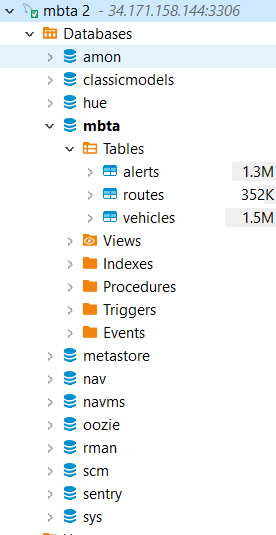 mbta 2 - 34.171.158.144:3306
Databases
amon
classicmodels
hue
mbta
Tables
alerts 1.3M
routes 352K
vehicles 1.5M
Views
Indexes
Procedures
Triggers
Events
metastore
nav
navms
oozie
rman
scm
sentry
sys